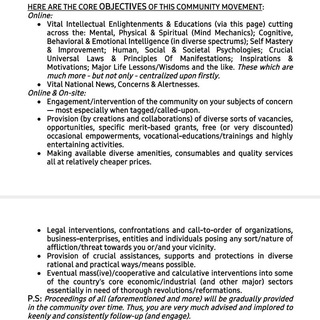 HERE ARE THE CORE OBJECTIVES OF THIS COMMUNITY MOVEMENT:
Online:
• Vital Intellectual Enlightenments & Educations (via this page) cutting
across the: Mental, Physical & Spiritual (Mind Mechanics); Cognitive,
Behavioral & Emotional Intelligence (in diverse spectrums); Self Mastery
& Improvement; Human, Social & Societal Psychologies; Crucial
Universal Laws & Principles Of Manifestations; Inspirations &
Motivations; Major Life Lessons/Wisdoms and the like. These which are
much more - but not only - centralized upon firstly.
• Vital National News, Concerns & Alertnesses.
Online & On-site:
• Engagement/intervention of the community on your subjects of concern
— most especially when tagged/called-upon.
• Provision (by creations and collaborations) of diverse sorts of vacancies,
opportunities, specific merit-based grants, free (or very discounted)
occasional empowerments, vocational-educations/trainings and highly
entertaining activities.
• Making available diverse amenities, consumables and quality services
all at relatively cheaper prices.
• Legal interventions, confrontations and call-to-order of organizations,
business-enterprises, entities and individuals posing any sort/nature of
affliction/threat towards you or/and your vicinity.
• Provision of crucial assistances, supports and protections in diverse
rational and practical ways/means possible.
• Eventual mass(ive)/cooperative and calculative interventions into some
of the country's core economic/industrial (and other major) sectors
essentially in need of thorough revolutions/reformations.
P.S: Proceedings of all (aforementioned and more) will be gradually provided
in the community over time. Thus, you are very much advised and implored to
keenly and consistently follow-up (and engage).